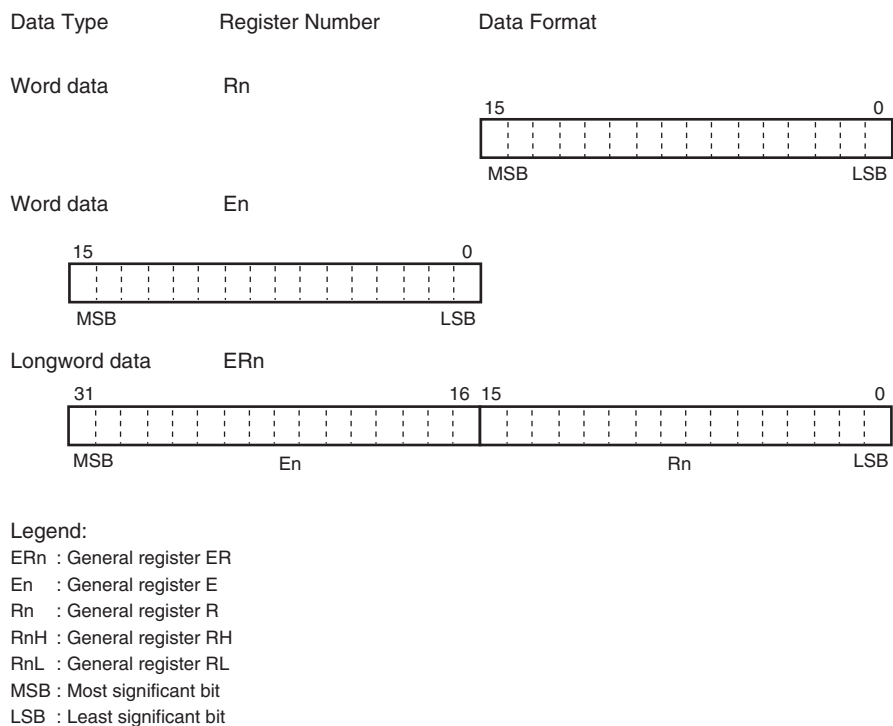 Data Type Register Number Data Format
Word data Rn
15 0
MSB LSB
Word data En
15 0
MSB LSB
Longword data ERn
31 16 15 0
MSB En Rn LSB
Legend:
ERn : General register ER
En : General register E
Rn : General register R
RnH : General register RH
RnL : General register RL
MSB : Most significant bit
LSB : Least significant bit